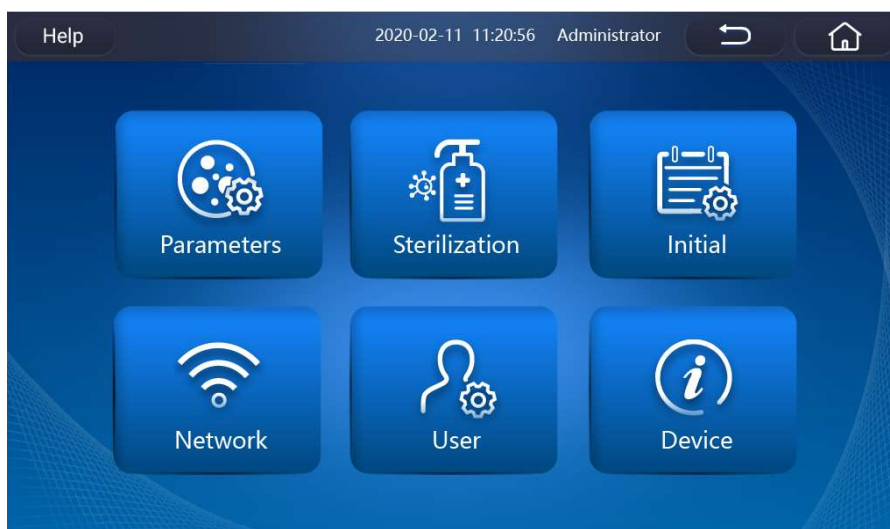 Help 2020-02-11 11:20:56 Administrator
Parameters Sterilization Initial
Network User Device